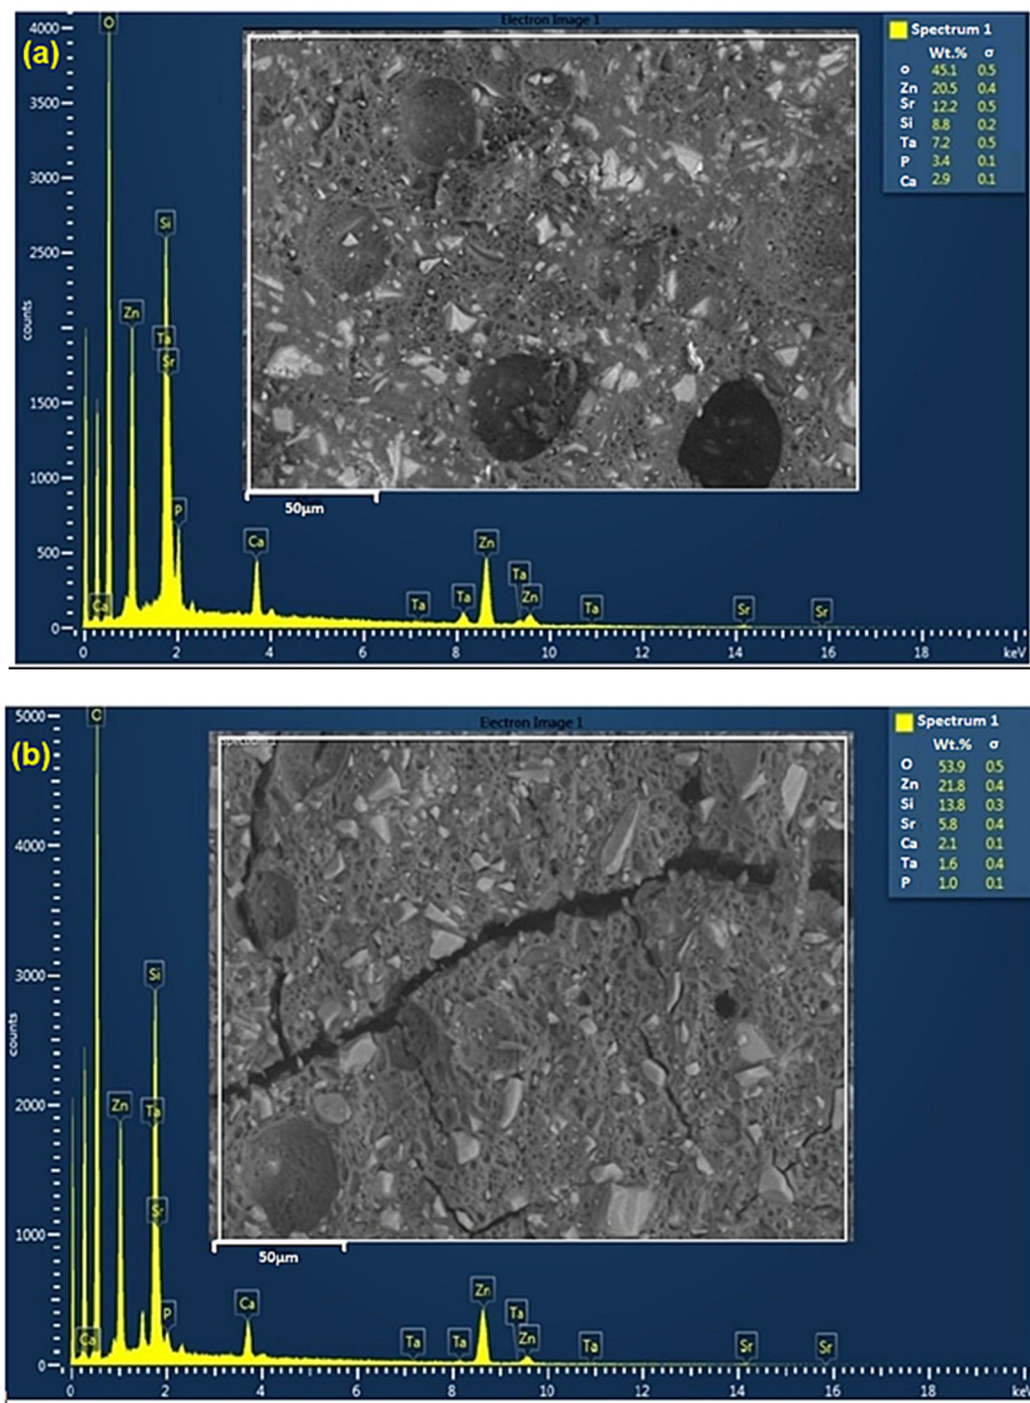 Electron Image 1
(a)
Spectrum 1
Wt.% σ
O 45.1 0.5
Zn 20.5 0.4
Sr 12.2 0.5
Si 8.8 0.2
Ta 7.2 0.5
P 3.4 0.1
Ca 2.9 0.1
4000
3500
3000
2500
1500
1000
500
0
counts
O
Si
Zn
Ta
Sr
P
Ca
Ca
Ta
Ta
Zn
Ta
Zn
Ta
Sr
Sr
50µm
0 2 4 6 8 10 12 14 16 18 keV
Electron Image 1
(b)
Spectrum 1
Wt.% σ
O 53.9 0.5
Zn 21.8 0.4
Si 13.8 0.3
Sr 5.8 0.4
Ca 2.1 0.1
Ta 1.6 0.4
P 1.0 0.1
5000
4000
3000
2000
1000
0
counts
O
Si
Zn
Ta
Sr
P
Ca
Ca
Ta
Ta
Zn
Ta
Zn
Ta
Sr
Sr
50µm
0 2 4 6 8 10 12 14 16 18 ke